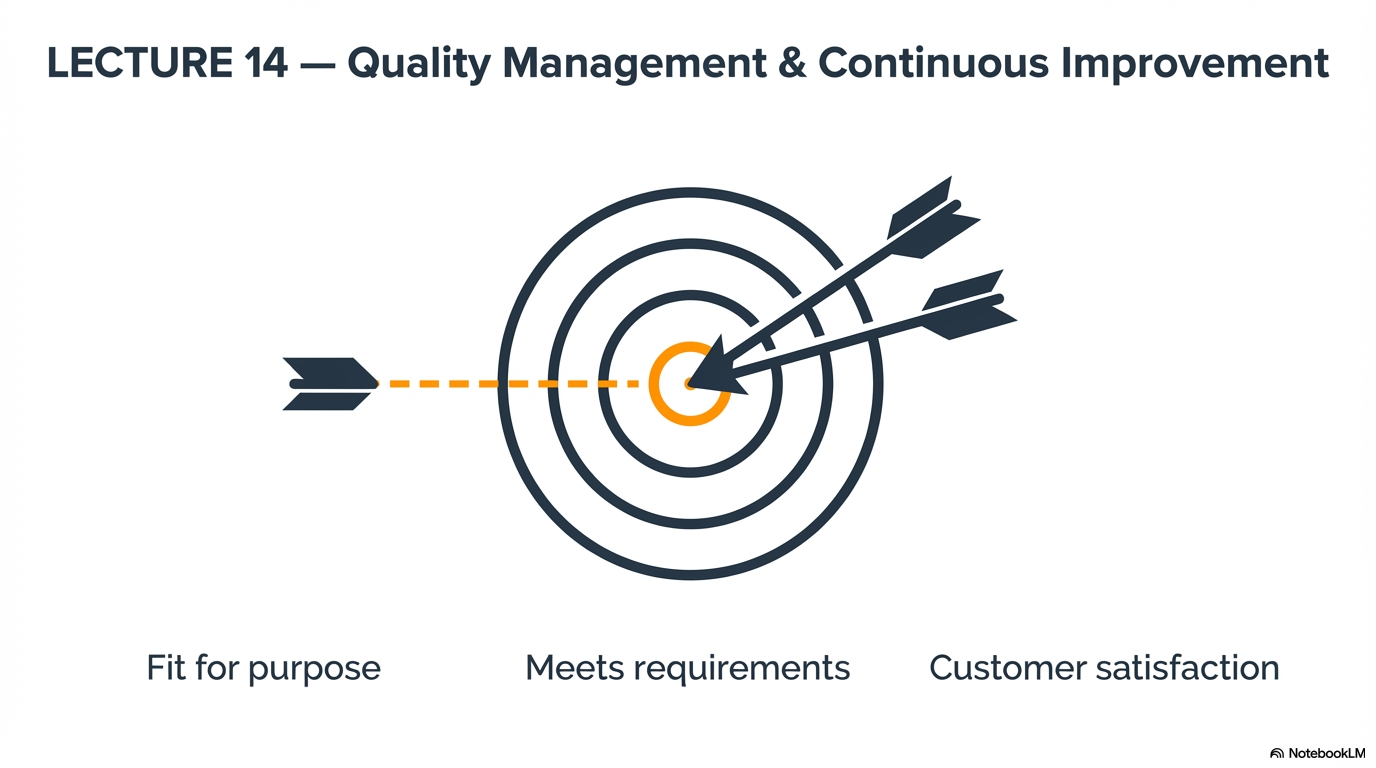 LECTURE 14 — Quality Management & Continuous Improvement
Fit for purpose
Meets requirements
Customer satisfaction
NotebookLM